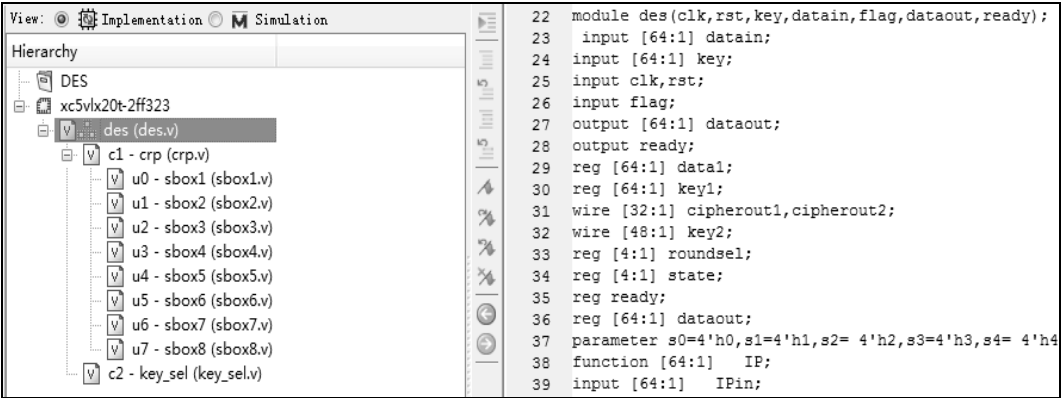 View: Implementation Simulation
Hierarchy
DES
xc5vlx20t-2ff323
des (des.v)
c1 - crp (crp.v)
u0 - sbox1 (sbox1.v)
u1 - sbox2 (sbox2.v)
u2 - sbox3 (sbox3.v)
u3 - sbox4 (sbox4.v)
u4 - sbox5 (sbox5.v)
u5 - sbox6 (sbox6.v)
u6 - sbox7 (sbox7.v)
u7 - sbox8 (sbox8.v)
c2 - key_sel (key_sel.v)
22 module des(clk,rst,key,datain,flag,dataout,ready);
23 input [64:1] datain;
24 input [64:1] key;
25 input clk,rst;
26 input flag;
27 output [64:1] dataout;
28 output ready;
29 reg [64:1] data1;
30 reg [64:1] key1;
31 wire [32:1] cipherout1,cipherout2;
32 wire [48:1] key2;
33 reg [4:1] roundsel;
34 reg [4:1] state;
35 reg ready;
36 reg [64:1] dataout;
37 parameter s0=4'h0,s1=4'h1,s2= 4'h2,s3=4'h3,s4= 4'h4
38 function [64:1] IP;
39 input [64:1] IPin;